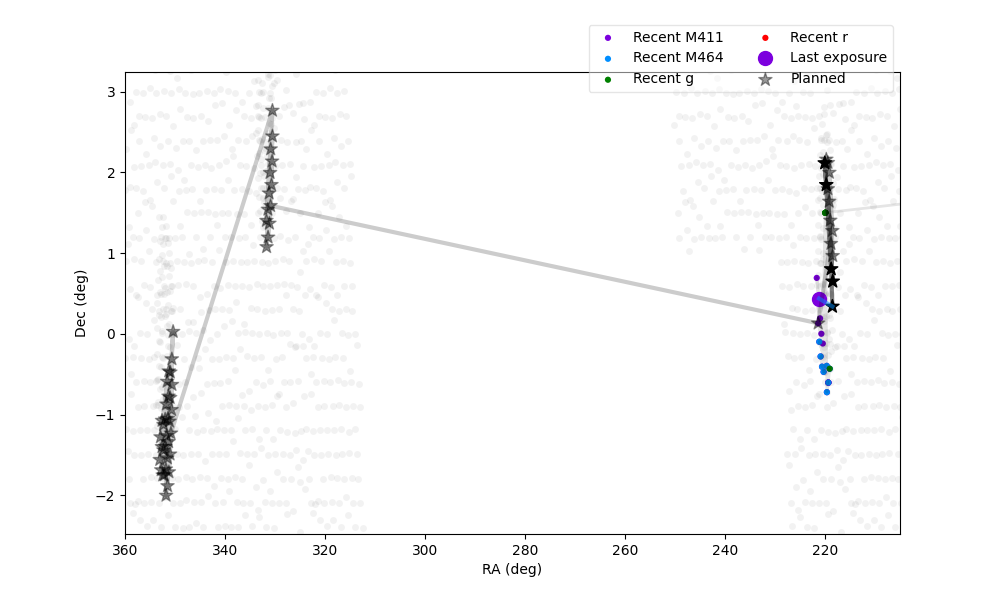 Recent M411 Recent r
Recent M464 Last exposure
Recent g Planned
3
2
1
0
−1
−2
Dec (deg)
360 340 320 300 280 260 240 220
RA (deg)